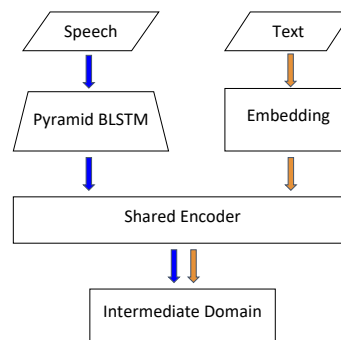 Speech
Text
Pyramid BLSTM
Embedding
Shared Encoder
Intermediate Domain